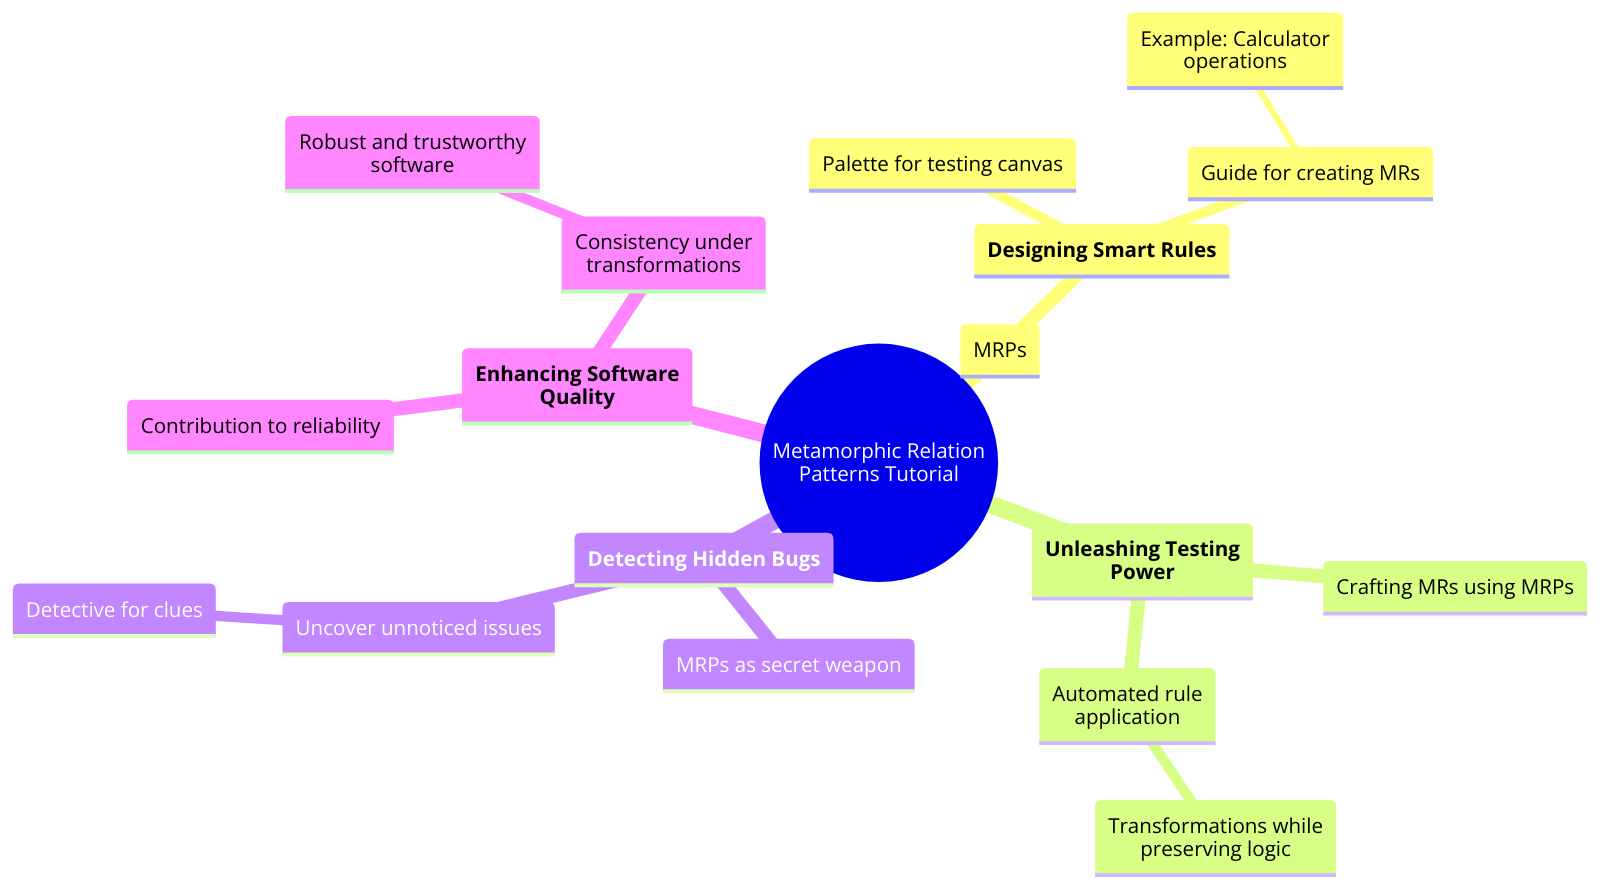 Example: Calculator
operations
Robust and trustworthy
software
Palette for testing canvas
Guide for creating MRs
Consistency under
transformations
Designing Smart Rules
MRPs
Enhancing Software
Quality
Contribution to reliability
Metamorphic Relation
Patterns Tutorial
Detecting Hidden Bugs
Unleashing Testing
Power
Crafting MRs using MRPs
Detective for clues
Uncover unnoticed issues
MRPs as secret weapon
Automated rule
application
Transformations while
preserving logic